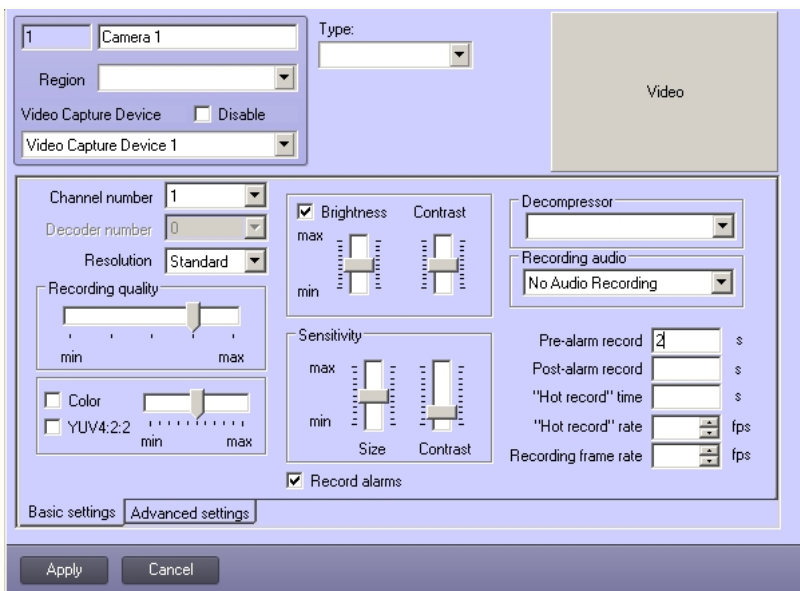 1 Camera 1
Region
Video Capture Device Disable
Video Capture Device 1
Type:
Video
Channel number 1
Decoder number 0
Resolution Standard
Recording quality
min max
Color
YUV4:2:2
min max
Brightness Contrast
max
min
Sensitivity
max
min
Size Contrast
Record alarms
Decompressor
Recording audio
No Audio Recording
Pre-alarm record 2 s
Post-alarm record s
"Hot record" time s
"Hot record" rate fps
Recording frame rate fps
Basic settings Advanced settings
Apply Cancel